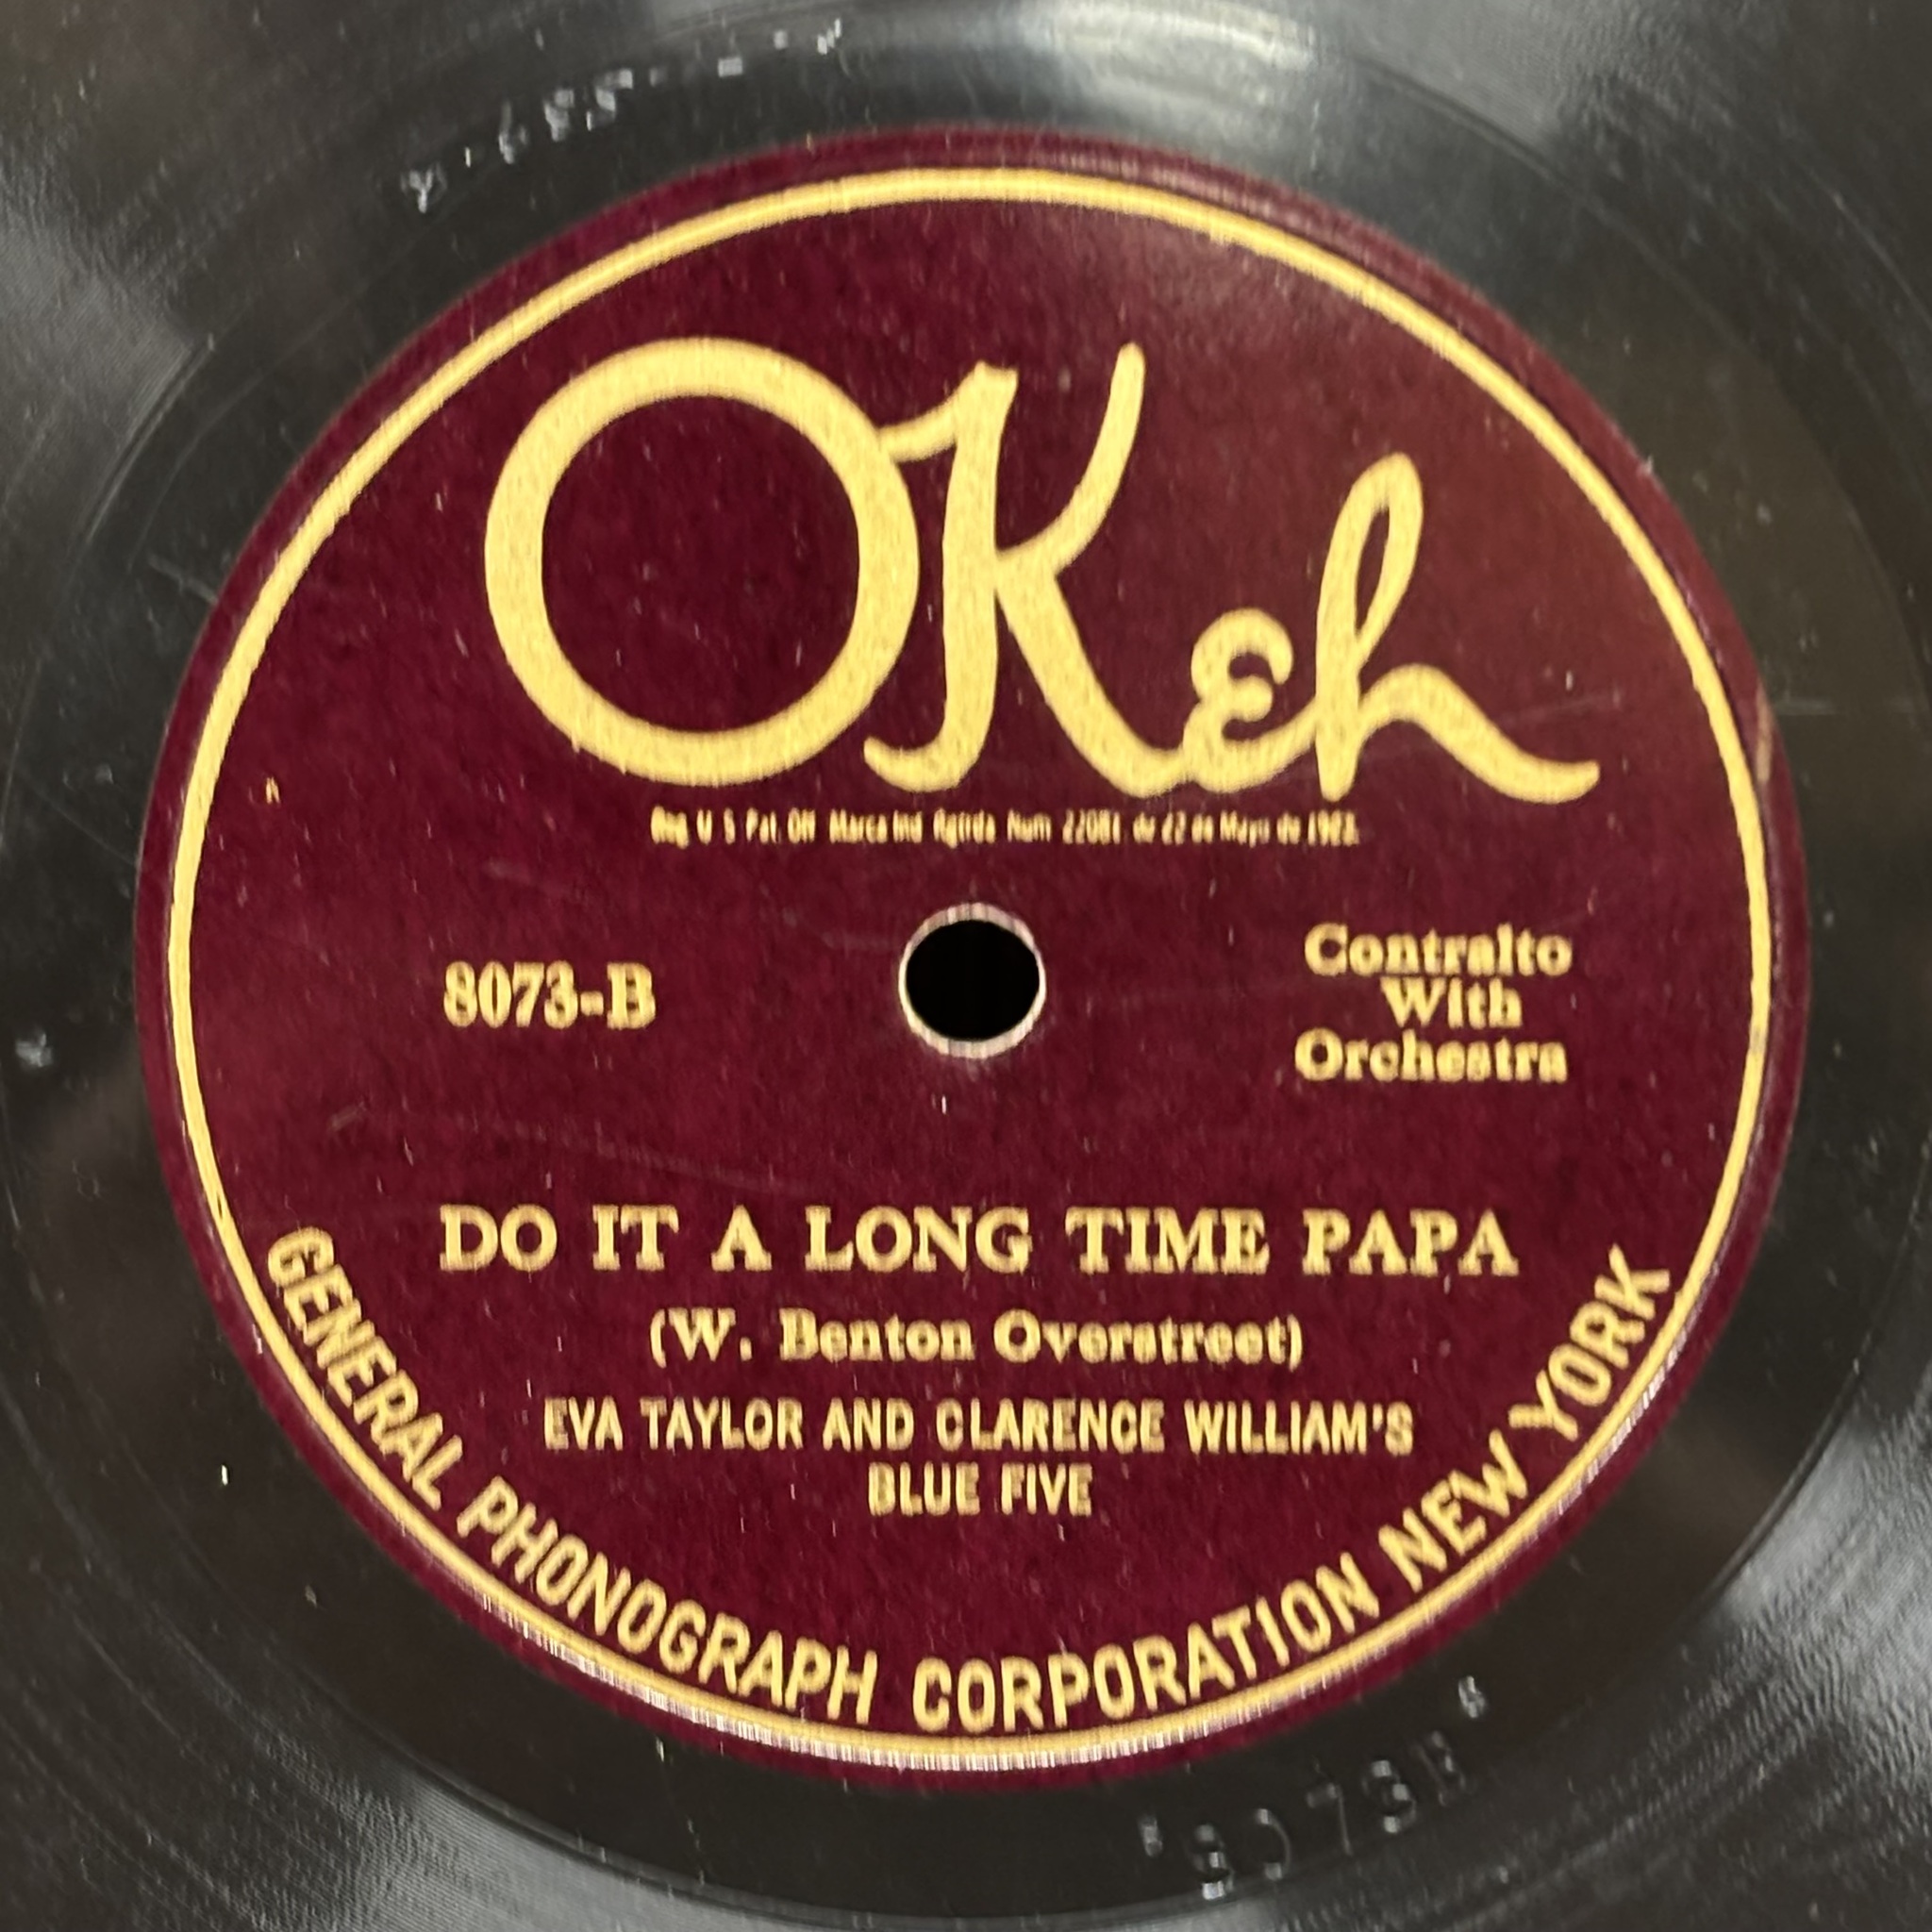 OKeh
Reg. U S Pat. Off Marca Ind Rgtrda Num 22081. de 22 de Mayo de 1923.
8073-B
Contralto
With
Orchestra
DO IT A LONG TIME PAPA
(W. Benton Overstreet)
EVA TAYLOR AND CLARENCE WILLIAM'S
BLUE FIVE
GENERAL PHONOGRAPH CORPORATION NEW YORK
8073B